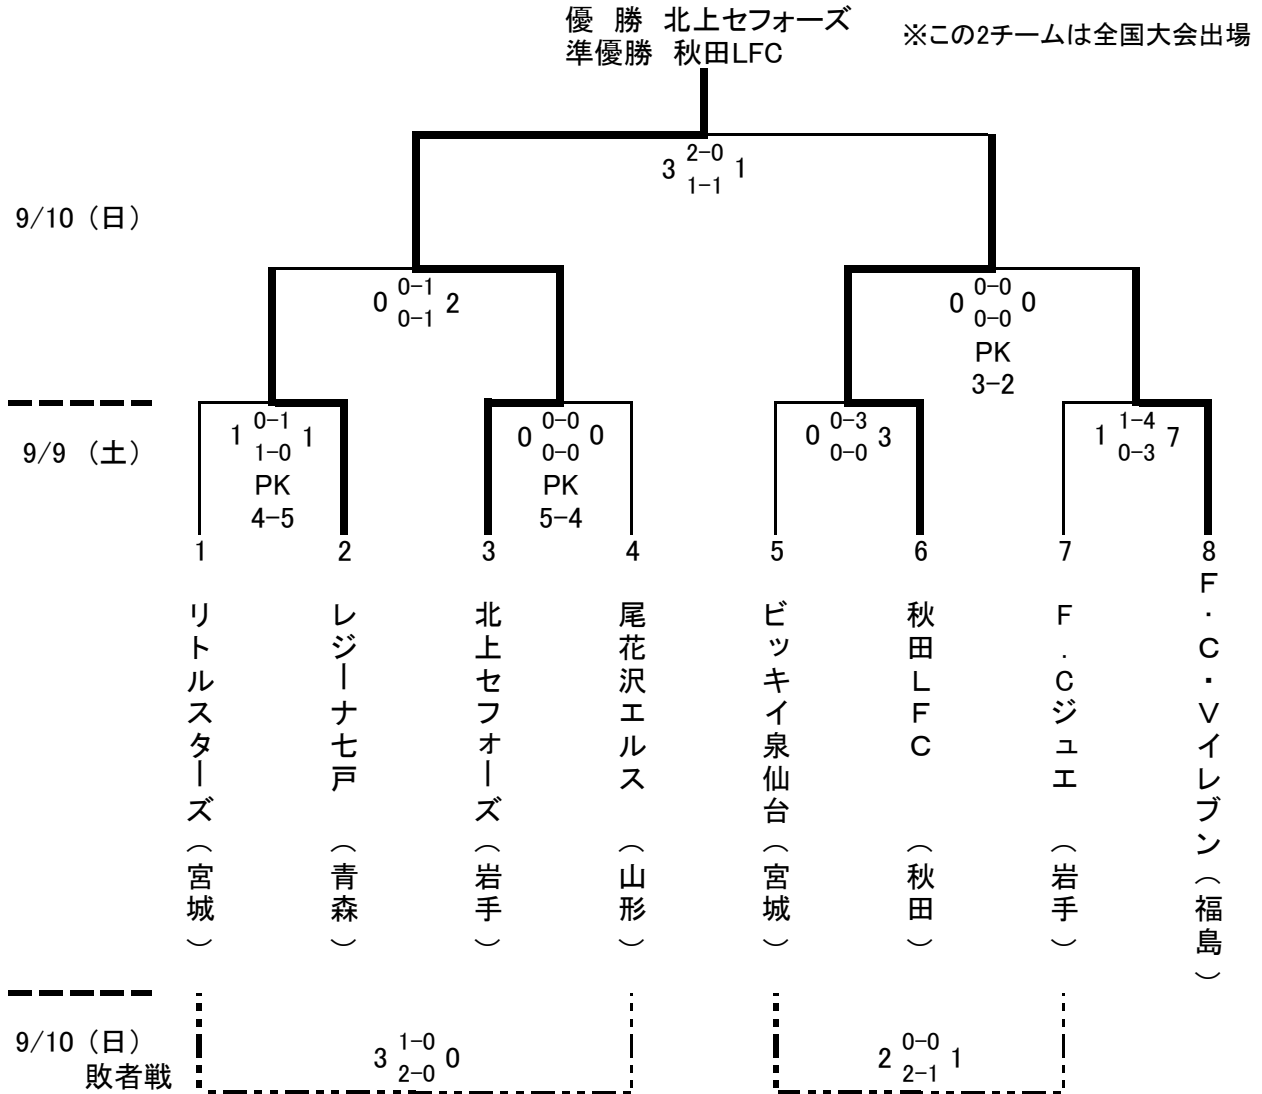 優　勝　北上セフォーズ
準優勝　秋田LFC
※この2チームは全国大会出場
2-0
3 1
1-1
9/10（日）
0-1
0 2
0-1
0-0
0 0
0-0
PK
3-2
9/9 （土）
0-1
1 1
1-0
PK
4-5
0-0
0 0
0-0
PK
5-4
0-3
0 3
0-0
1-4
1 7
0-3
1 2 3 4 5 6 7 8
リトルスターズ（宮城）
レジーナ七戸（青森）
北上セフォーズ（岩手）
尾花沢エルス（山形）
ビッキイ泉仙台（宮城）
秋田LFC（秋田）
F．Cジュエ（岩手）
F・C・Vイレブン（福島）
9/10（日）
敗者戦
1-0
3 0
2-0
0-0
2 1
2-1